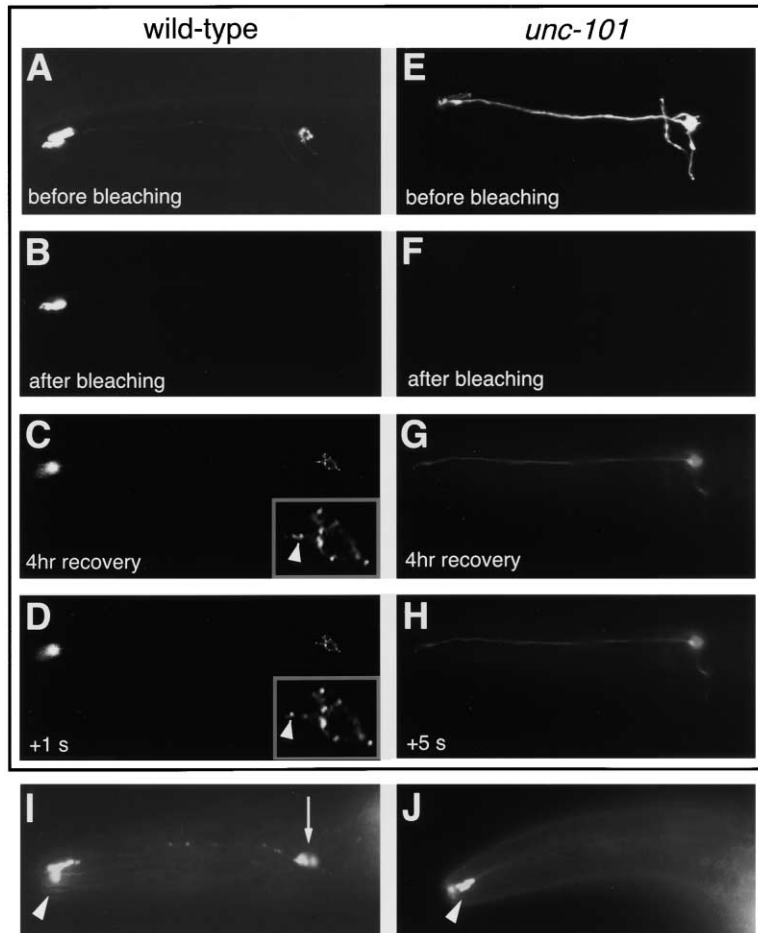 wild-type
unc-101
A
before bleaching
E
before bleaching
B
after bleaching
F
after bleaching
C
4hr recovery
G
4hr recovery
D
+1 s
H
+5 s
I
J